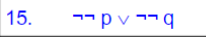 15. ¬¬ p ∨ ¬¬ q